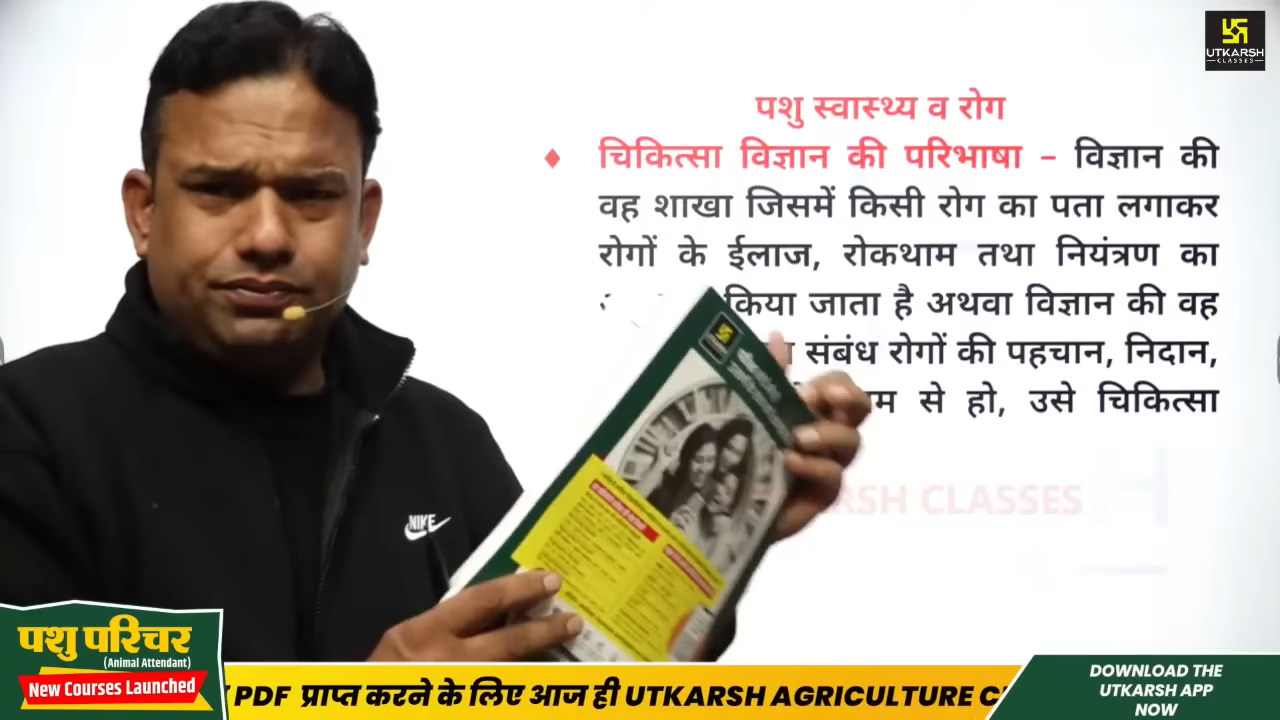 UTKARSH
CLASSES
पशु स्वास्थ्य व रोग
चिकित्सा विज्ञान की परिभाषा – विज्ञान की
वह शाखा जिसमें किसी रोग का पता लगाकर
रोगों के ईलाज, रोकथाम तथा नियंत्रण का
किया जाता है अथवा विज्ञान की वह
संबंध रोगों की पहचान, निदान,
से हो, उसे चिकित्सा
CLASSES
NIKE
पशु परिचर
(Animal Attendant)
New Courses Launched
PDF प्राप्त करने के लिए आज ही UTKARSH AGRICULTURE
DOWNLOAD THE
UTKARSH APP
NOW